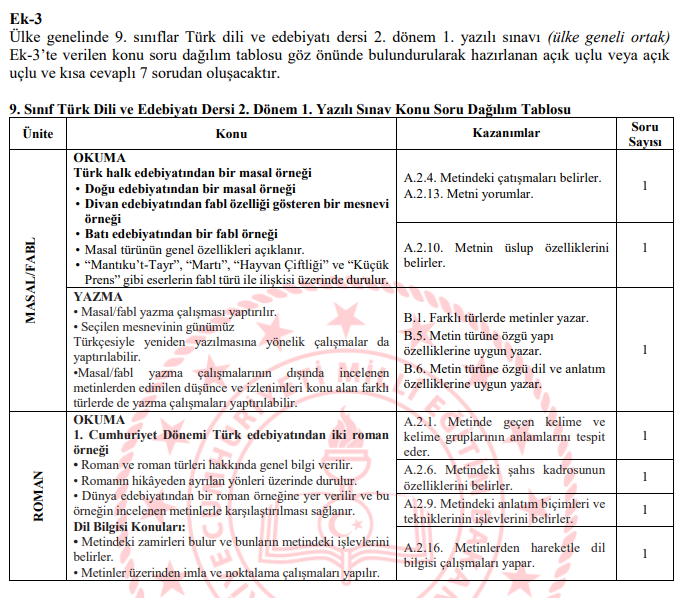 Ek-3
Ülke genelinde 9. sınıflar Türk dili ve edebiyatı dersi 2. dönem 1. yazılı sınavı (ülke geneli ortak)
Ek-3’te verilen konu soru dağılım tablosu göz önünde bulundurularak hazırlanan açık uçlu veya açık
uçlu ve kısa cevaplı 7 sorudan oluşacaktır.
9. Sınıf Türk Dili ve Edebiyatı Dersi 2. Dönem 1. Yazılı Sınav Konu Soru Dağılım Tablosu
Ünite
Konu
Kazanımlar
Soru
Sayısı
MASAL/FABL
OKUMA
Türk halk edebiyatından bir masal örneği
• Doğu edebiyatından bir masal örneği
• Divan edebiyatından fabl özelliği gösteren bir mesnevi
örneği
• Batı edebiyatından bir fabl örneği
• Masal türünün genel özellikleri açıklanır.
• “Mantıku’t-Tayr”, “Martı”, “Hayvan Çiftliği” ve “Küçük
Prens” gibi eserlerin fabl türü ile ilişkisi üzerinde durulur.
A.2.4. Metindeki çatışmaları belirler.
A.2.13. Metni yorumlar.
1
A.2.10. Metnin üslup özelliklerini
belirler.
1
YAZMA
• Masal/fabl yazma çalışması yaptırılır.
• Seçilen mesnevinin günümüz
Türkçesiyle yeniden yazılmasına yönelik çalışmalar da
yaptırılabilir.
•Masal/fabl yazma çalışmalarının dışında incelenen
metinlerden edinilen düşünce ve izlenimleri konu alan farklı
türlerde de yazma çalışmaları yaptırılabilir.
B.1. Farklı türlerde metinler yazar.
B.5. Metin türüne özgü yapı
özelliklerine uygun yazar.
B.6. Metin türüne özgü dil ve anlatım
özelliklerine uygun yazar.
1
ROMAN
OKUMA
1. Cumhuriyet Dönemi Türk edebiyatından iki roman
örneği
• Roman ve roman türleri hakkında genel bilgi verilir.
• Romanın hikâyeden ayrılan yönleri üzerinde durulur.
• Dünya edebiyatından bir roman örneğine yer verilir ve bu
örneğin incelenen metinlerle karşılaştırılması sağlanır.
Dil Bilgisi Konuları:
• Metindeki zamirleri bulur ve bunların metindeki işlevlerini
belirler.
• Metinler üzerinden imla ve noktalama çalışmaları yapılır.
A.2.1. Metinde geçen kelime ve
kelime gruplarının anlamlarını tespit
eder.
1
A.2.6. Metindeki şahıs kadrosunun
özelliklerini belirler.
1
A.2.9. Metindeki anlatım biçimleri ve
tekniklerinin işlevlerini belirler.
1
A.2.16. Metinlerden hareketle dil
bilgisi çalışmaları yapar.
1